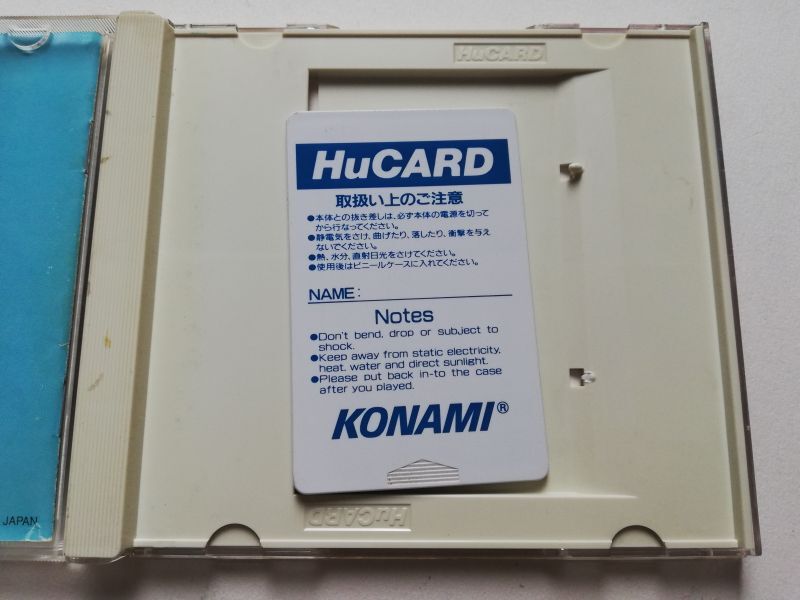 HuCARD
HuCARD
取扱い上のご注意
●本体との抜き差しは、必ず本体の電源を切って
から行なってください。
●静電気をさけ、曲げたり、落したり、衝撃を与え
ないでください。
●熱、水分、直射日光をさけてください。
●使用後はビニールケースに入れてください。
NAME:
Notes
●Don't bend, drop or subject to
shock.
●Keep away from static electricity,
heat, water and direct sunlight.
●Please put back in-to the case
after you played.
KONAMI®
HuCARD
JAPAN